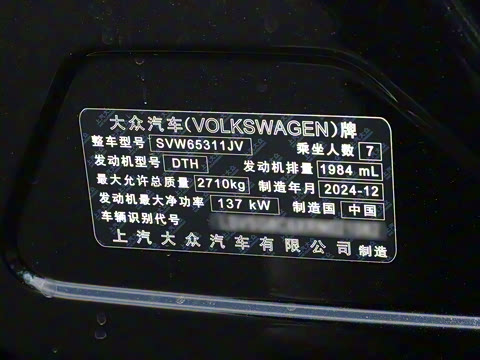 大众汽车(VOLKSWAGEN)牌
整车型号 SVW65311JV 乘坐人数 7
发动机型号 DTH 发动机排量 1984 mL
最大允许总质量 2710kg 制造年月 2024-12
发动机最大净功率 137 kW 制造国 中国
车辆识别代号
上汽大众汽车有限公司 制造